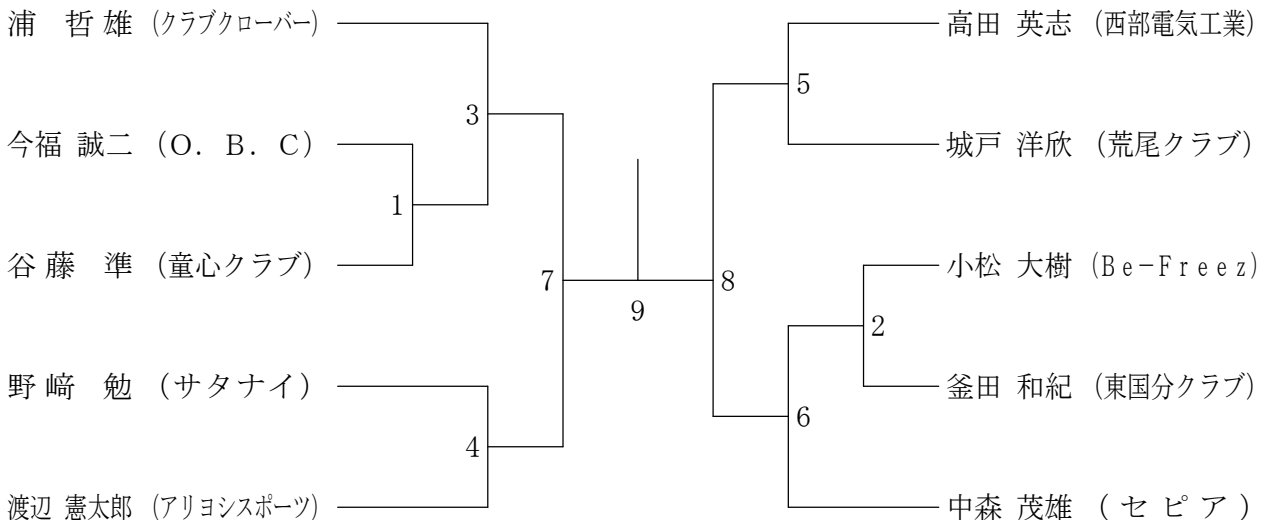 浦　哲雄 (クラブクローバー)
今福 誠二 (O．B．C)
谷藤　準 (童心クラブ)
野﨑　勉 (サタナイ)
渡辺 憲太郎 (アリヨシスポーツ)
1
3
4
7
9
8
5
6
2
高田 英志 (西部電気工業)
城戸 洋欣 (荒尾クラブ)
小松 大樹 (Be－Freez)
釜田 和紀 (東国分クラブ)
中森 茂雄 (セピア)